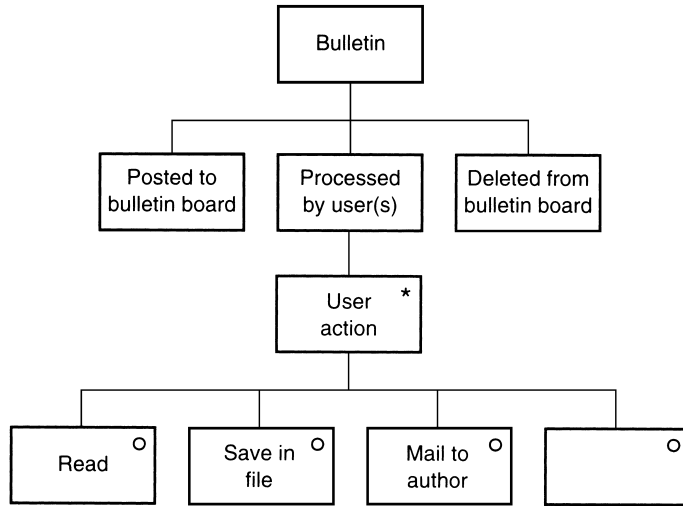 Bulletin
Posted to
bulletin board
Processed
by user(s)
Deleted from
bulletin board
User
action
*
Read
Save in
file
Mail to
author